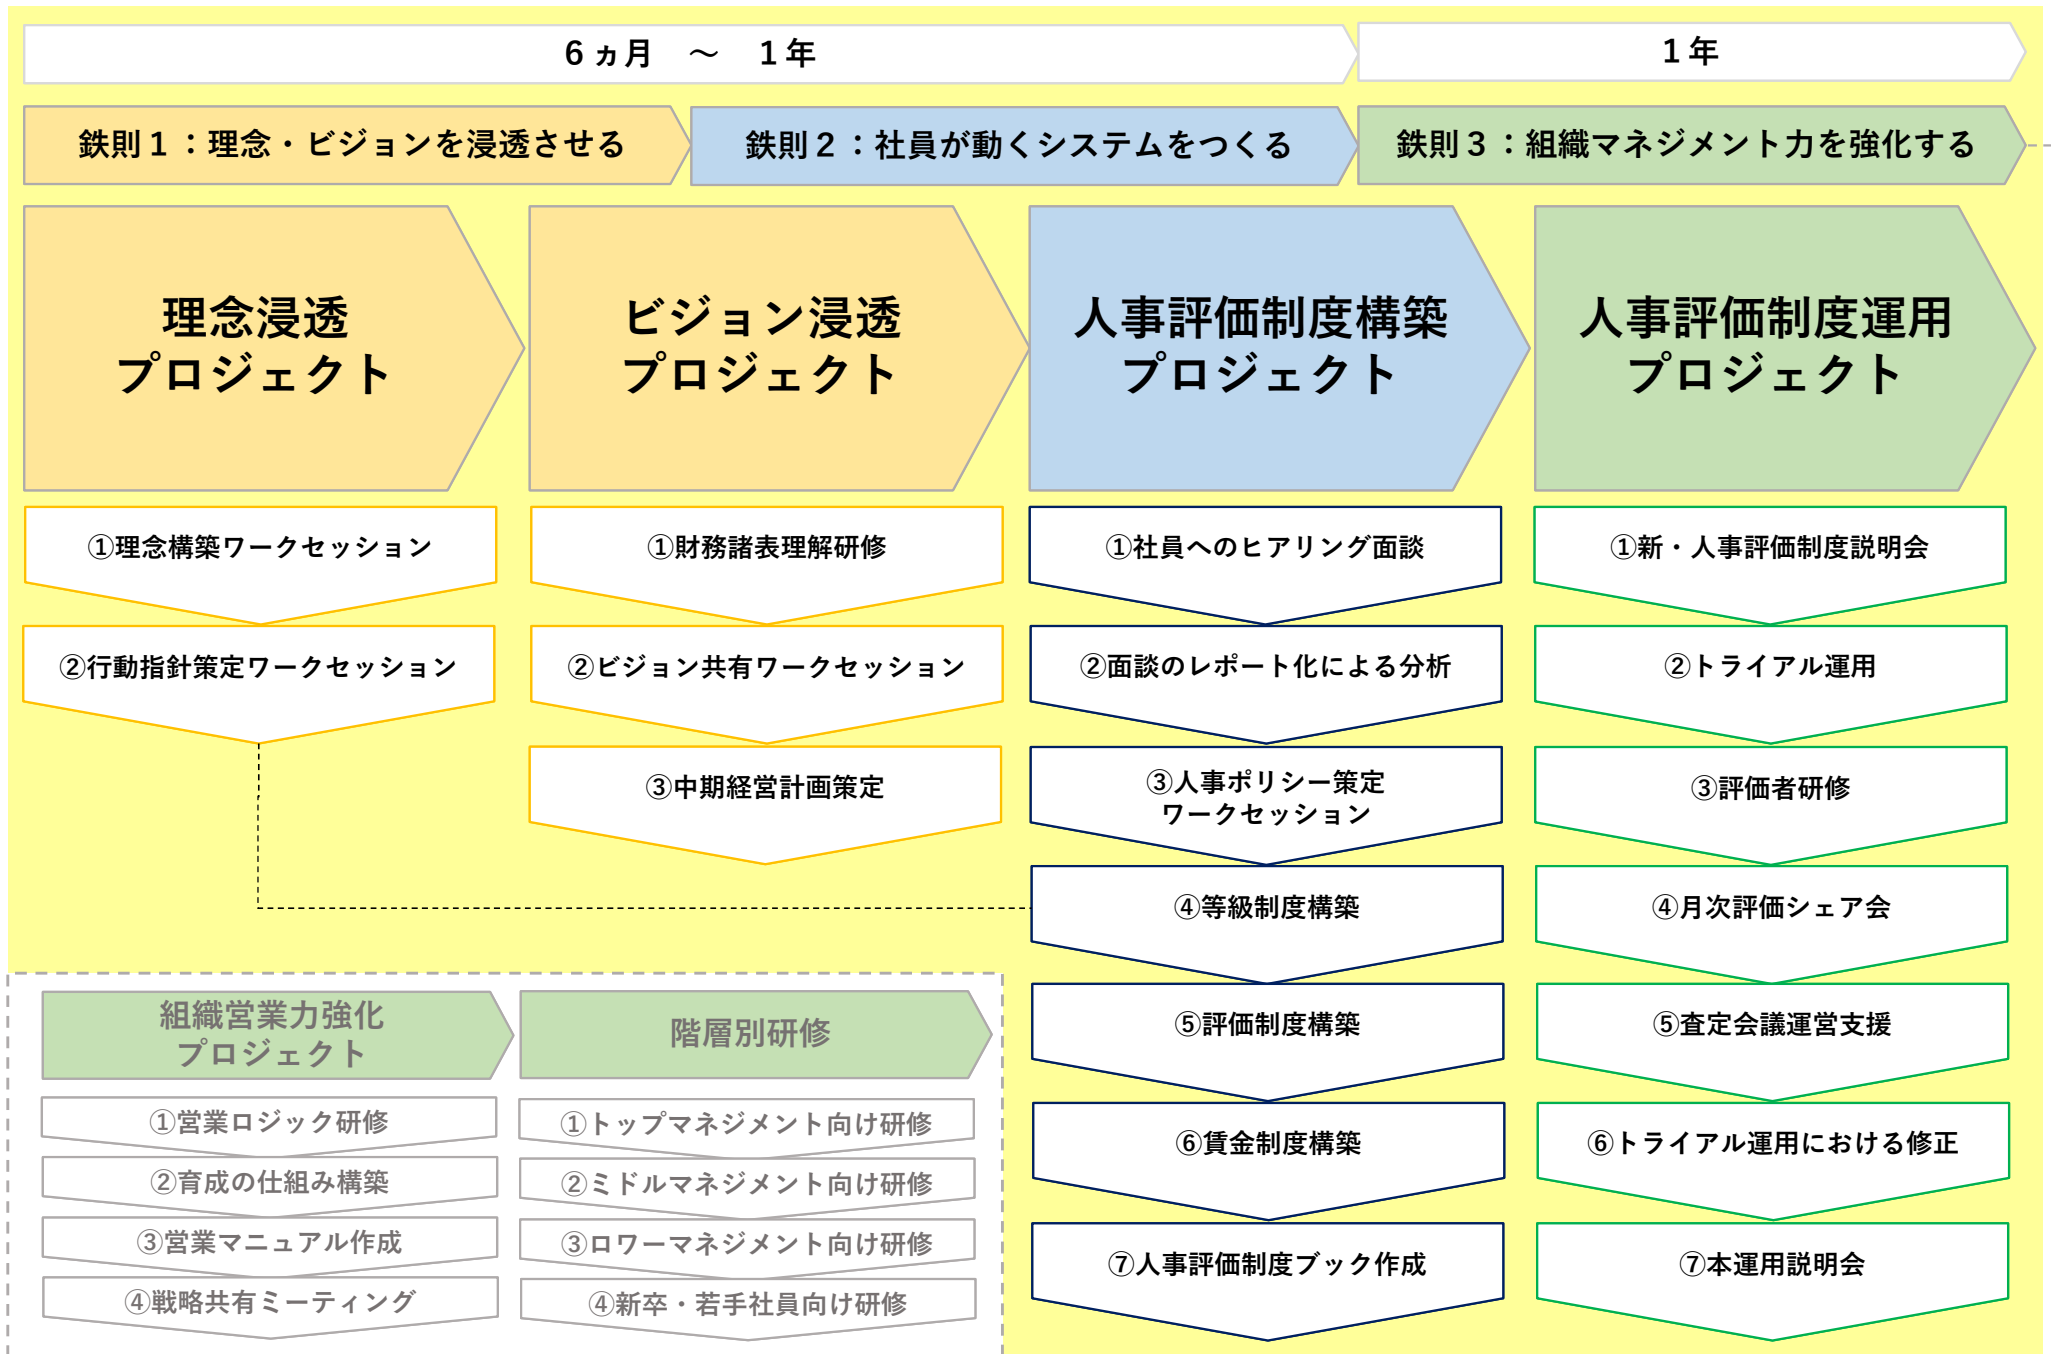 6ヵ月　～　1年
1年
鉄則1：理念・ビジョンを浸透させる
鉄則2：社員が動くシステムをつくる
鉄則3：組織マネジメント力を強化する
理念浸透
プロジェクト
①理念構築ワークセッション
②行動指針策定ワークセッション
ビジョン浸透
プロジェクト
①財務諸表理解研修
②ビジョン共有ワークセッション
③中期経営計画策定
人事評価制度構築
プロジェクト
①社員へのヒアリング面談
②面談のレポート化による分析
③人事ポリシー策定
ワークセッション
④等級制度構築
⑤評価制度構築
⑥賃金制度構築
⑦人事評価制度ブック作成
人事評価制度運用
プロジェクト
①新・人事評価制度説明会
②トライアル運用
③評価者研修
④月次評価シェア会
⑤査定会議運営支援
⑥トライアル運用における修正
⑦本運用説明会
組織営業力強化
プロジェクト
①営業ロジック研修
②育成の仕組み構築
③営業マニュアル作成
④戦略共有ミーティング
階層別研修
①トップマネジメント向け研修
②ミドルマネジメント向け研修
③ロワーマネジメント向け研修
④新卒・若手社員向け研修